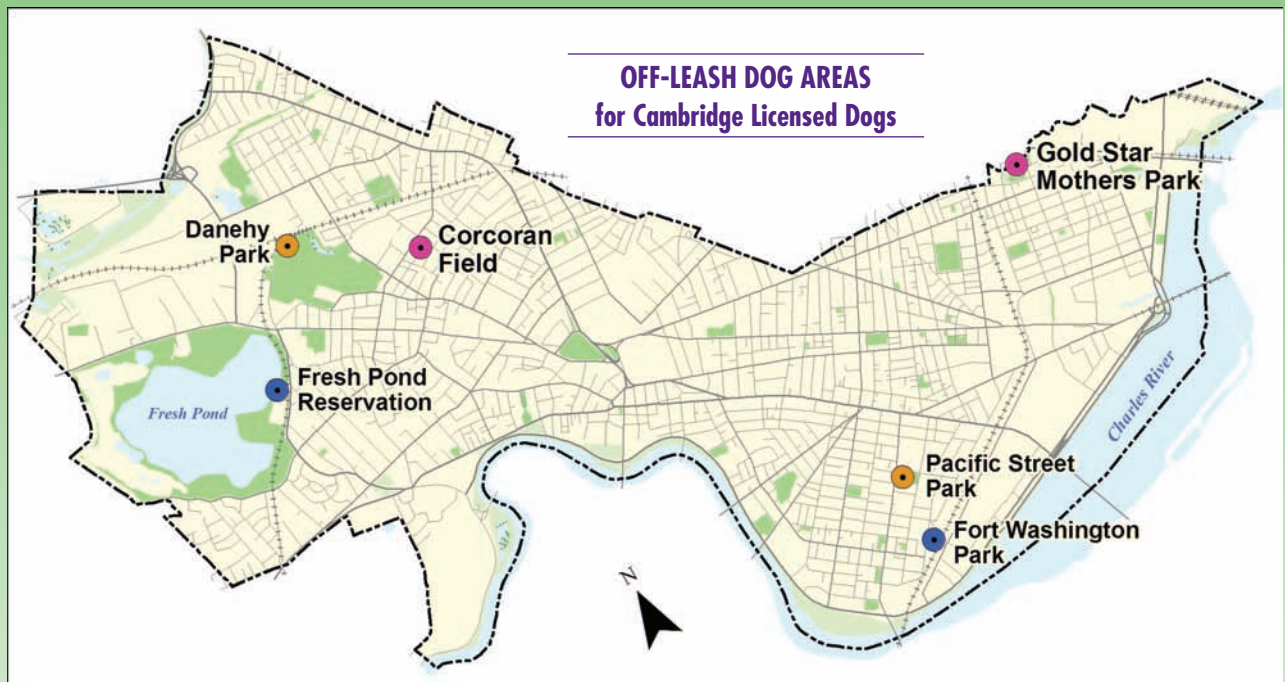 OFF-LEASH DOG AREAS
for Cambridge Licensed Dogs
Gold Star
Mothers Park
Danehy
Park
Corcoran
Field
Fresh Pond
Reservation
Fresh Pond
Charles River
Pacific Street
Park
Fort Washington
Park
N